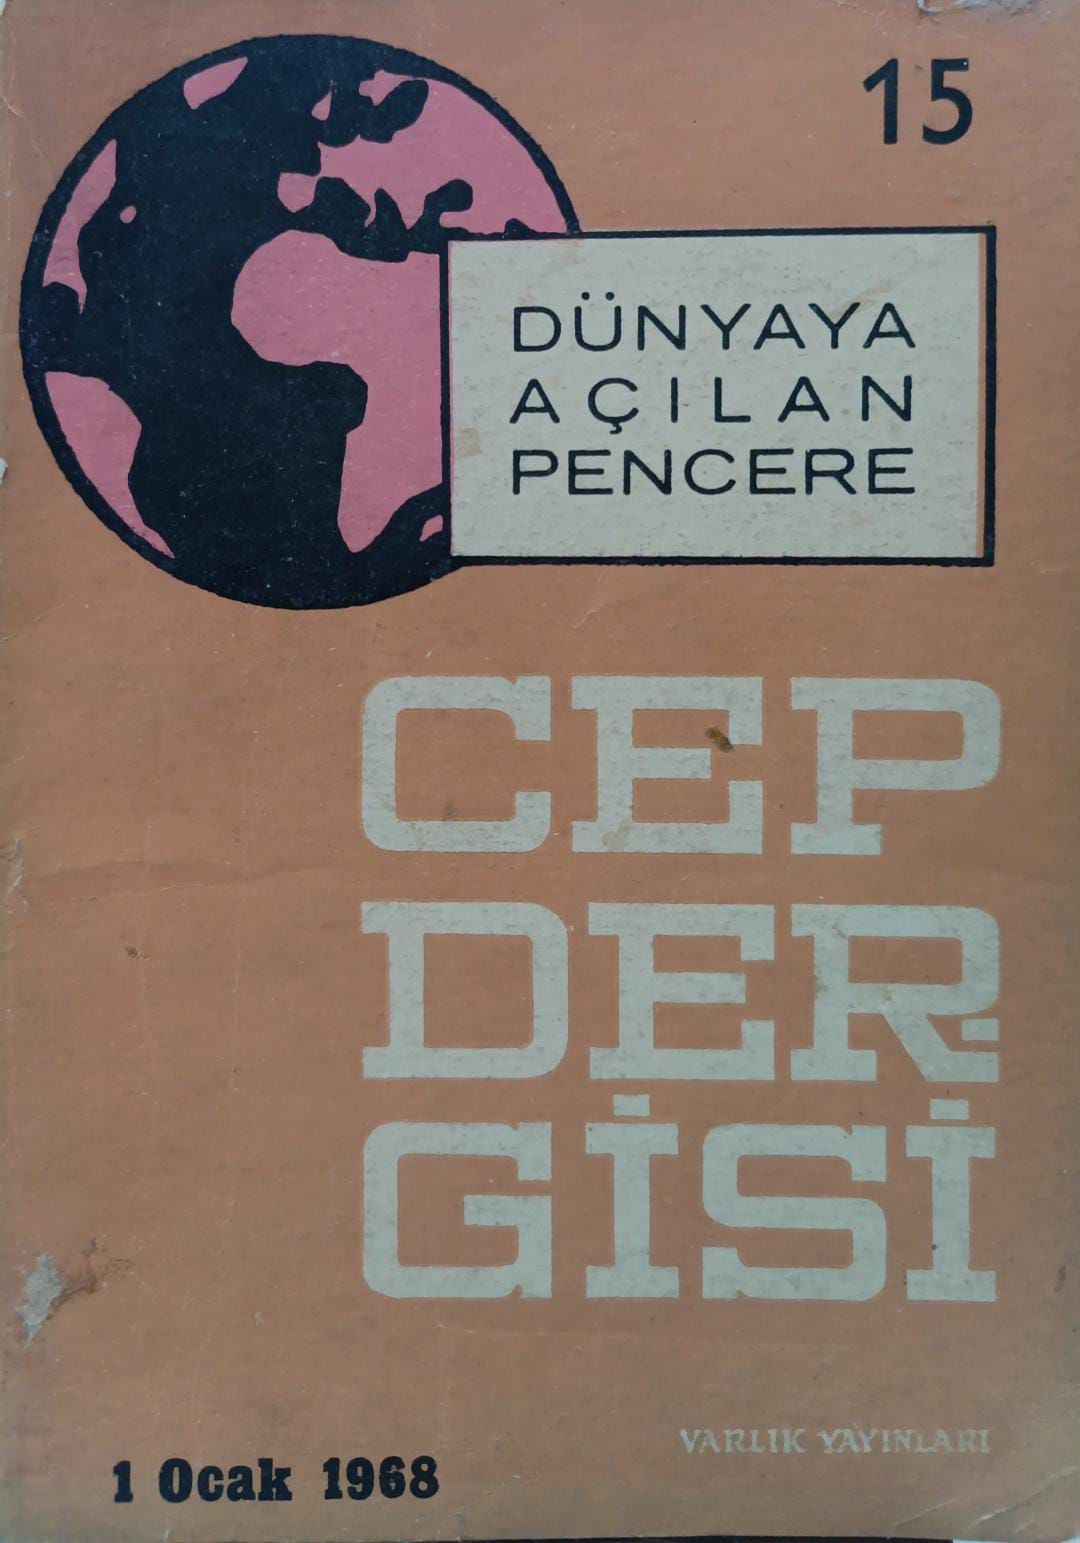 15
DÜNYAYA
AÇILAN
PENCERE
CEP
DER-
GİSİ
VARLIK YAYINLARI
1 Ocak 1968